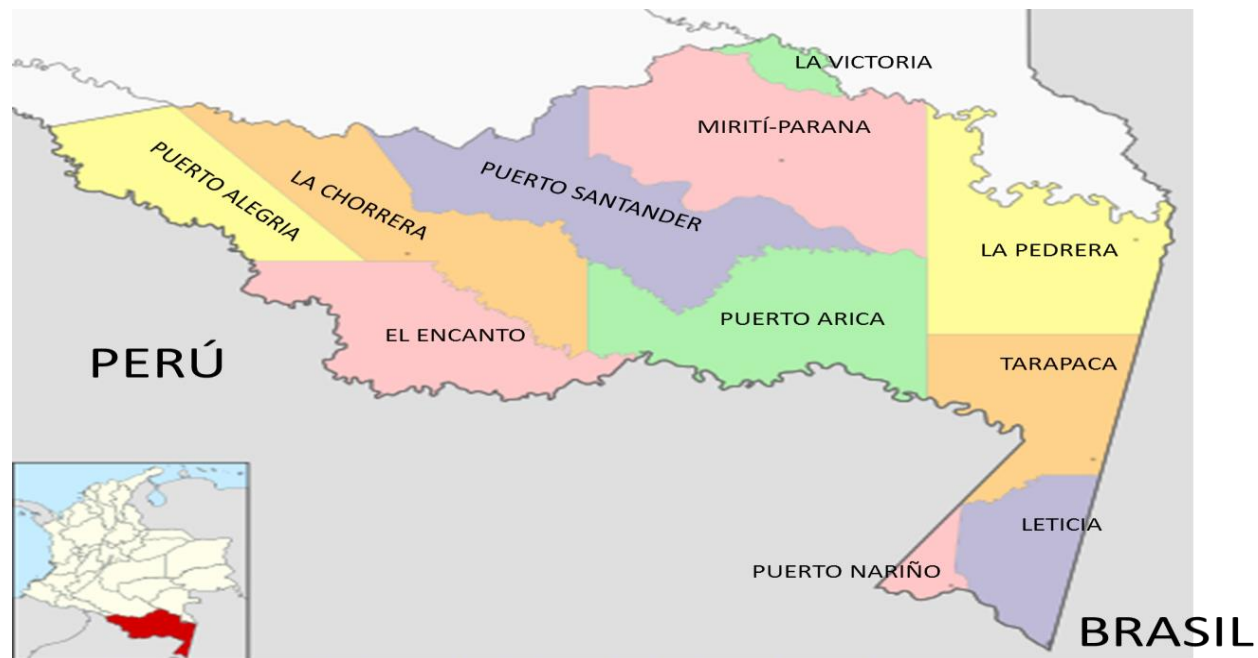 LA VICTORIA
MIRITÍ-PARANA
PUERTO ALEGRIA
LA CHORRERA
PUERTO SANTANDER
LA PEDRERA
PUERTO ARICA
EL ENCANTO
PERÚ
TARAPACA
LETICIA
PUERTO NARIÑO
BRASIL